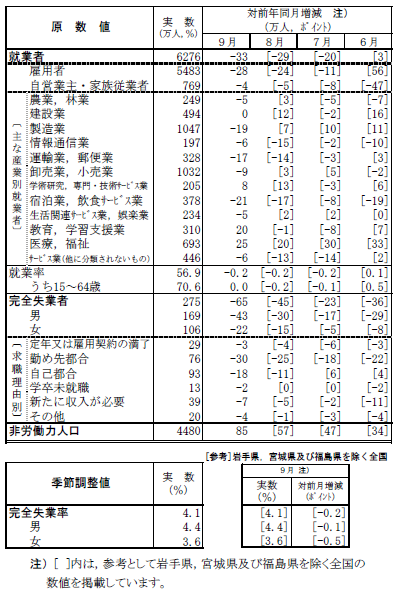 原　数　値 実　数 対前年同月増減　注）
(万人, %) (万人，ﾎﾟｲﾝﾄ)
9月 8月 7月 6月
就業者 6276 -33 [-29] [-20] [3]
雇用者 5483 -28 [-24] [-11] [56]
自営業主・家族従業者 769 -4 [-5] [-8] [-47]
〔主な産業別就業者〕
農業，林業 249 -5 [3] [-5] [-7]
建設業 494 0 [12] [-2] [16]
製造業 1047 -19 [7] [10] [11]
情報通信業 197 -6 [-15] [-2] [-10]
運輸業，郵便業 328 -17 [-14] [-3] [3]
卸売業，小売業 1032 -9 [3] [5] [-2]
学術研究，専門・技術ｻｰﾋﾞｽ業 205 8 [13] [-3] [6]
宿泊業，飲食ｻｰﾋﾞｽ業 378 -21 [-17] [-8] [-19]
生活関連ｻｰﾋﾞｽ業，娯楽業 234 -5 [2] [2] [0]
教育，学習支援業 310 20 [-1] [-8] [7]
医療，福祉 693 25 [20] [30] [33]
ｻｰﾋﾞｽ業(他に分類されないもの) 446 -6 [-13] [-14] [2]
就業率 56.9 -0.2 [-0.2] [-0.2] [0.1]
うち15～64歳 70.6 0.0 [-0.2] [-0.1] [0.5]
完全失業者 275 -65 [-45] [-23] [-36]
男 169 -43 [-30] [-17] [-29]
女 106 -22 [-15] [-5] [-8]
〔求職理由別〕
定年又は雇用契約の満了 29 -3 [-4] [-6] [-3]
勤め先都合 76 -30 [-25] [-18] [-22]
自己都合 93 -18 [-11] [6] [4]
学卒未就職 13 -2 [0] [0] [-2]
新たに収入が必要 39 -7 [-5] [-2] [-11]
その他 20 -4 [-1] [-3] [-4]
非労働力人口 4480 85 [57] [47] [34]
[参考]岩手県，宮城県及び福島県を除く全国
季節調整値 実　数 9月 注）
(%) 実数 対前月増減
(%) (ﾎﾟｲﾝﾄ)
完全失業率 4.1 [4.1] [-0.2]
男 4.4 [4.4] [-0.1]
女 3.6 [3.6] [-0.5]
注）［　］内は，参考として岩手県，宮城県及び福島県を除く全国の
数値を掲載しています。